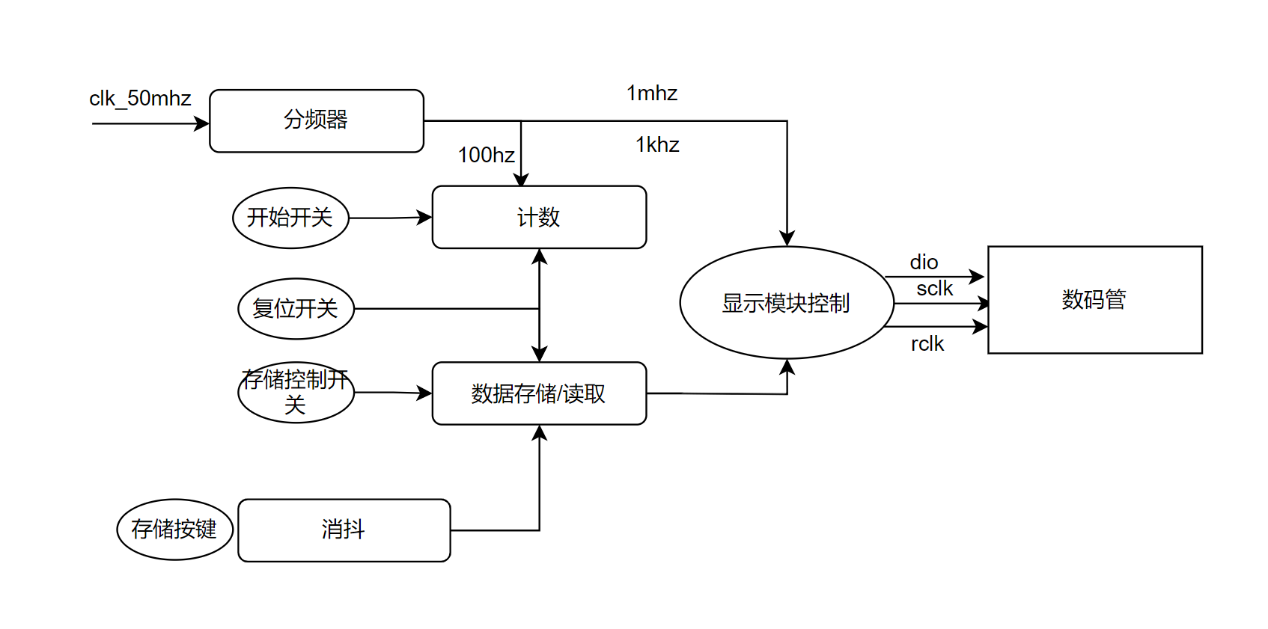 clk_50mhz
分频器
1mhz
1khz
100hz
开始开关
计数
复位开关
显示模块控制
dio
sclk
rclk
数码管
存储控制开
关
数据存储/读取
存储按键
消抖